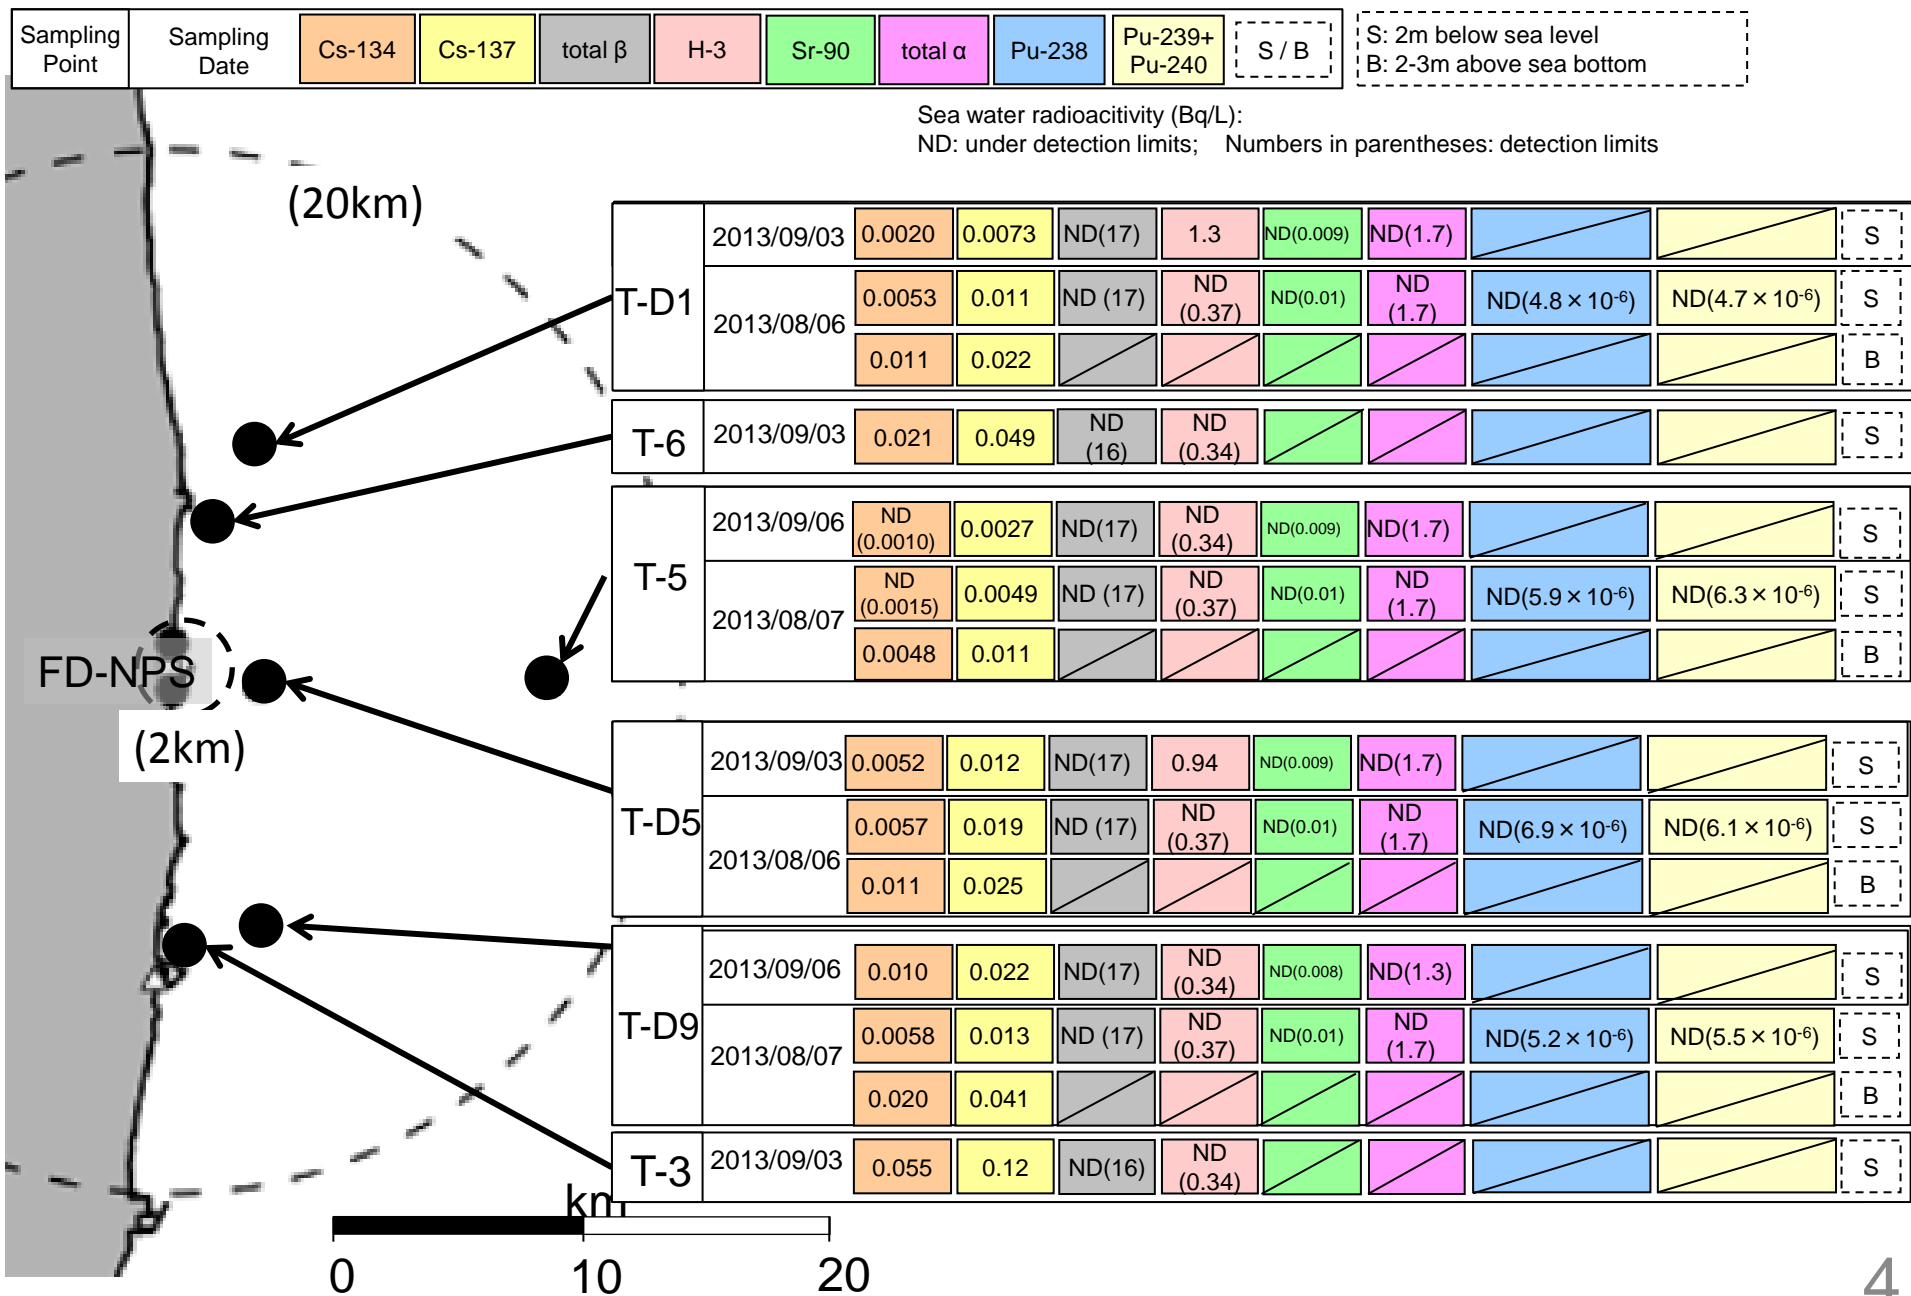 Sampling Point Sampling Date Cs-134 Cs-137 total β H-3 Sr-90 total α Pu-238 Pu-239+ Pu-240 S / B
S: 2m below sea level
B: 2-3m above sea bottom
Sea water radioacitivity (Bq/L):
ND: under detection limits; Numbers in parentheses: detection limits
(20km)
T-D1
2013/09/03 0.0020 0.0073 ND(17) 1.3 ND(0.009) ND(1.7) S
2013/08/06 0.0053 0.011 ND (17) ND (0.37) ND(0.01) ND (1.7) ND(4.8×10-6) ND(4.7×10-6) S
0.011 0.022 B
T-6 2013/09/03 0.021 0.049 ND (16) ND (0.34) S
T-5
2013/09/06 ND (0.0010) 0.0027 ND(17) ND (0.34) ND(0.009) ND(1.7) S
2013/08/07 ND (0.0015) 0.0049 ND (17) ND (0.37) ND(0.01) ND (1.7) ND(5.9×10-6) ND(6.3×10-6) S
0.0048 0.011 B
FD-NPS
(2km)
T-D5
2013/09/03 0.0052 0.012 ND(17) 0.94 ND(0.009) ND(1.7) S
2013/08/06 0.0057 0.019 ND (17) ND (0.37) ND(0.01) ND (1.7) ND(6.9×10-6) ND(6.1×10-6) S
0.011 0.025 B
T-D9
2013/09/06 0.010 0.022 ND(17) ND (0.34) ND(0.008) ND(1.3) S
2013/08/07 0.0058 0.013 ND (17) ND (0.37) ND(0.01) ND (1.7) ND(5.2×10-6) ND(5.5×10-6) S
0.020 0.041 B
T-3 2013/09/03 0.055 0.12 ND(16) ND (0.34) S
km
0 10 20
4